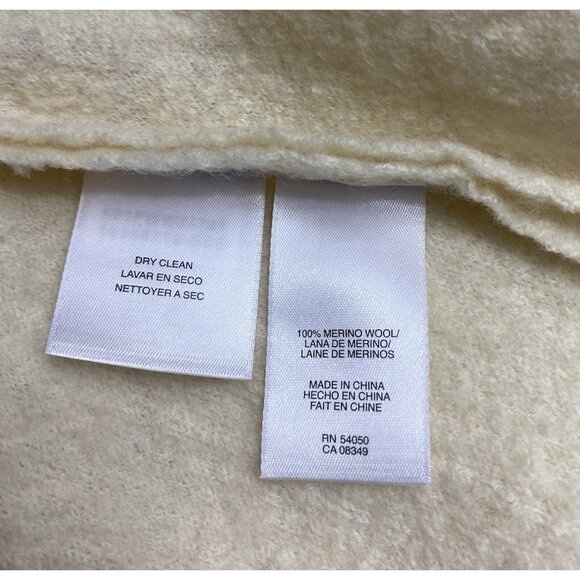 DRY CLEAN
LAVAR EN SECO
NETTOYER A SEC
100% MERINO WOOL/
LANA DE MERINO/
LAINE DE MERINOS
MADE IN CHINA
HECHO EN CHINA
FAIT EN CHINE
RN 54050
CA 08349